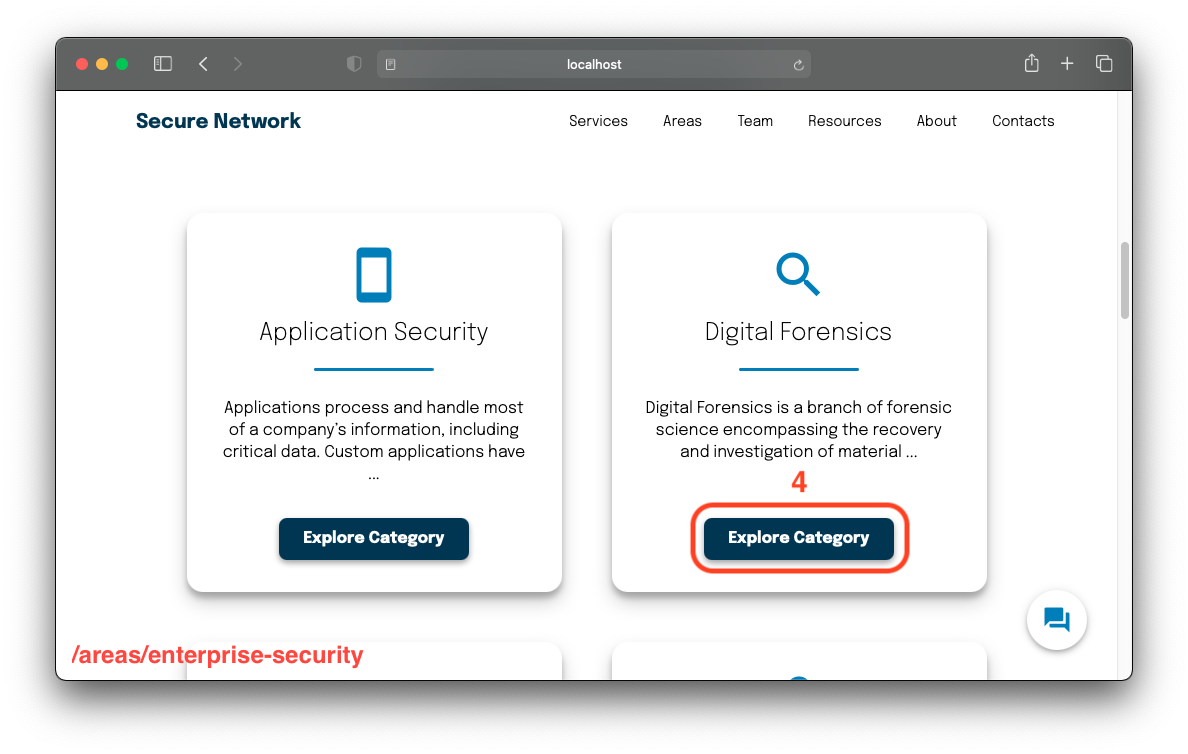 localhost
Secure Network
Services
Areas
Team
Resources
About
Contacts
Application Security
Applications process and handle most
of a company’s information, including
critical data. Custom applications have
...
Explore Category
Digital Forensics
Digital Forensics is a branch of forensic
science encompassing the recovery
and investigation of material ...
4
Explore Category
/areas/enterprise-security